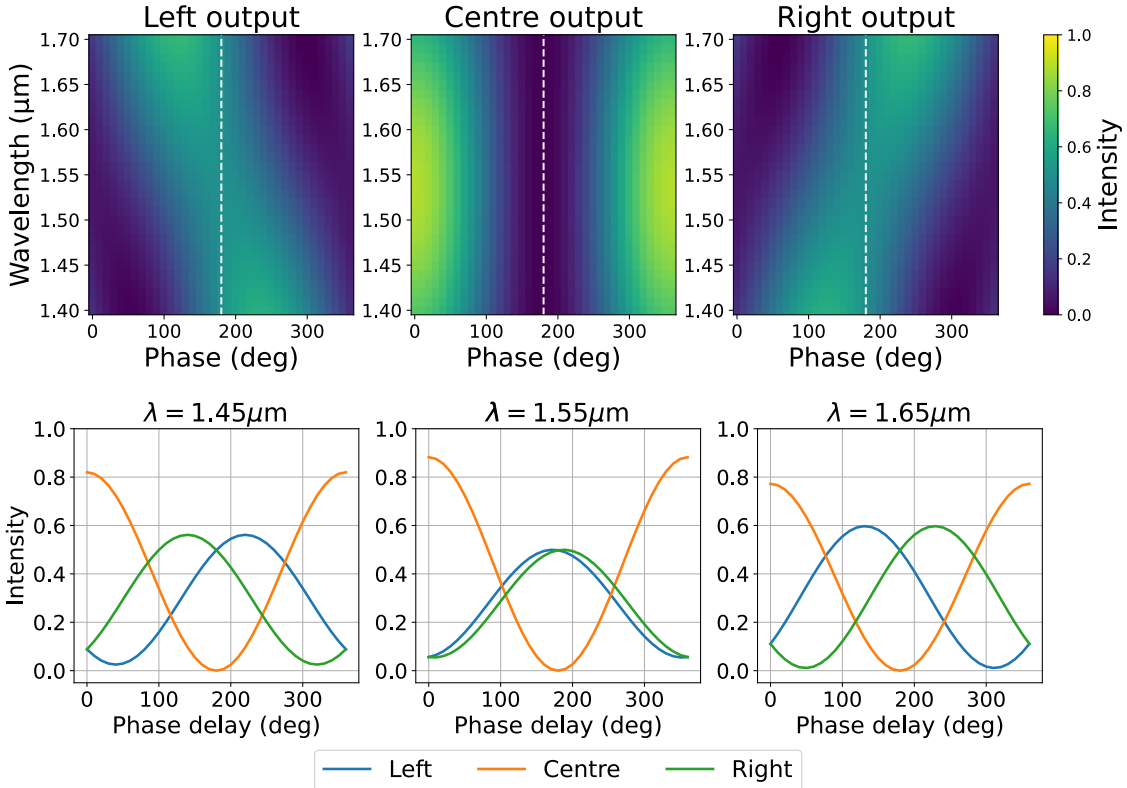 Left output
Centre output
Right output
Wavelength (μm)
1.70
1.65
1.60
1.55
1.50
1.45
1.40
0 100 200 300
Phase (deg)
1.70
1.65
1.60
1.55
1.50
1.45
1.40
0 100 200 300
Phase (deg)
1.70
1.65
1.60
1.55
1.50
1.45
1.40
0 100 200 300
Phase (deg)
1.0
0.8
0.6
0.4
0.2
0.0
Intensity
λ = 1.45μm
Intensity
1.0
0.8
0.6
0.4
0.2
0.0
0 100 200 300
Phase delay (deg)
λ = 1.55μm
1.0
0.8
0.6
0.4
0.2
0.0
0 100 200 300
Phase delay (deg)
λ = 1.65μm
1.0
0.8
0.6
0.4
0.2
0.0
0 100 200 300
Phase delay (deg)
Left Centre Right